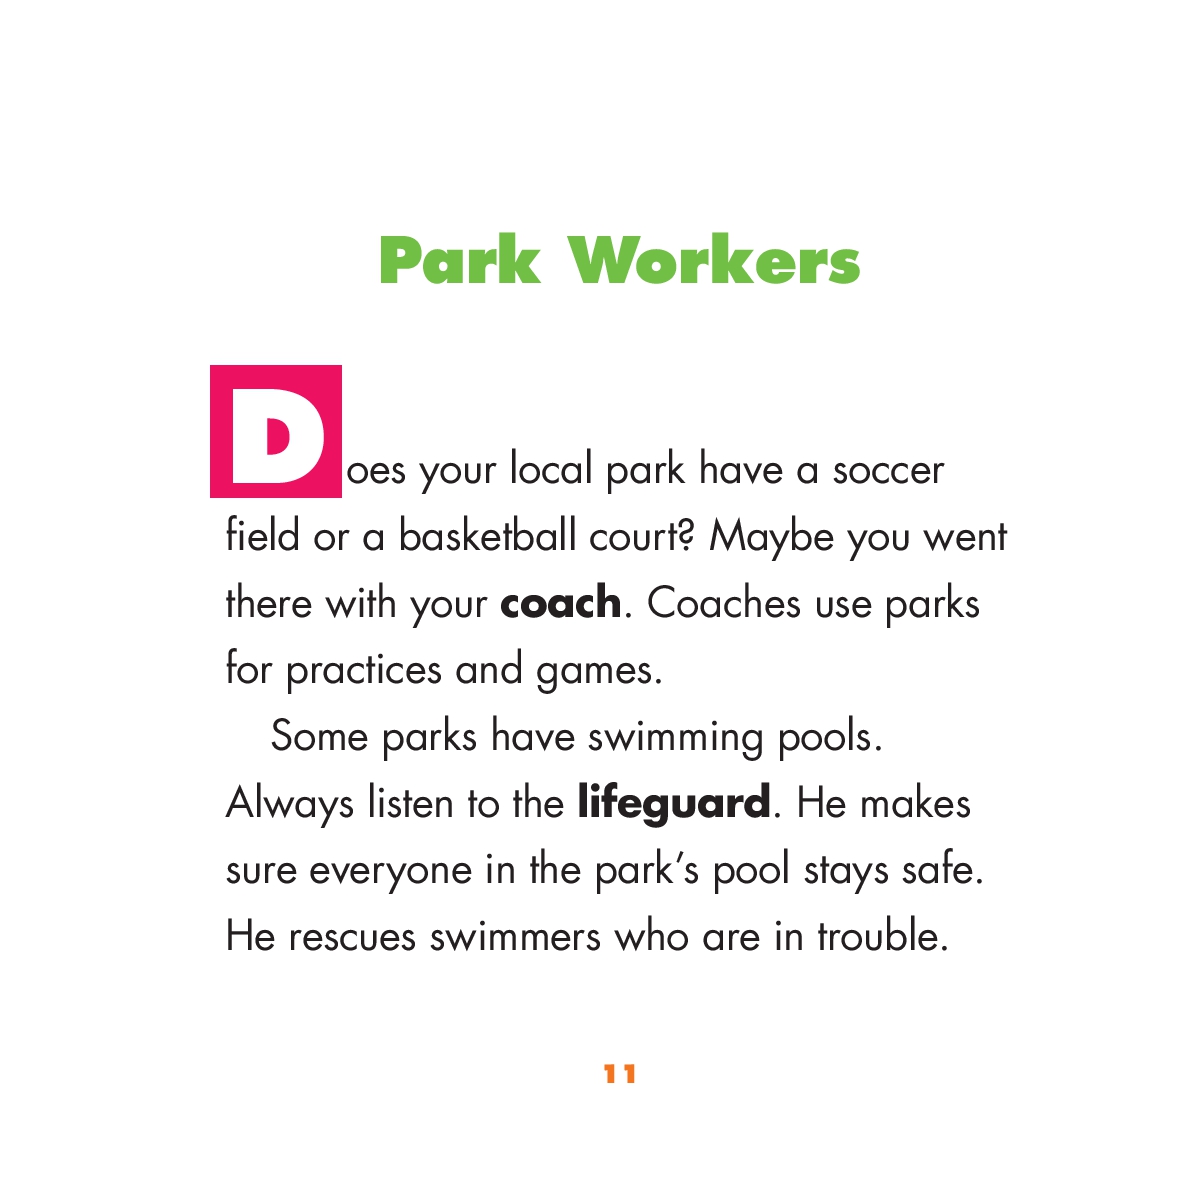 Park Workers
Does your local park have a soccer
field or a basketball court? Maybe you went
there with your coach. Coaches use parks
for practices and games.
Some parks have swimming pools.
Always listen to the lifeguard. He makes
sure everyone in the park’s pool stays safe.
He rescues swimmers who are in trouble.
11